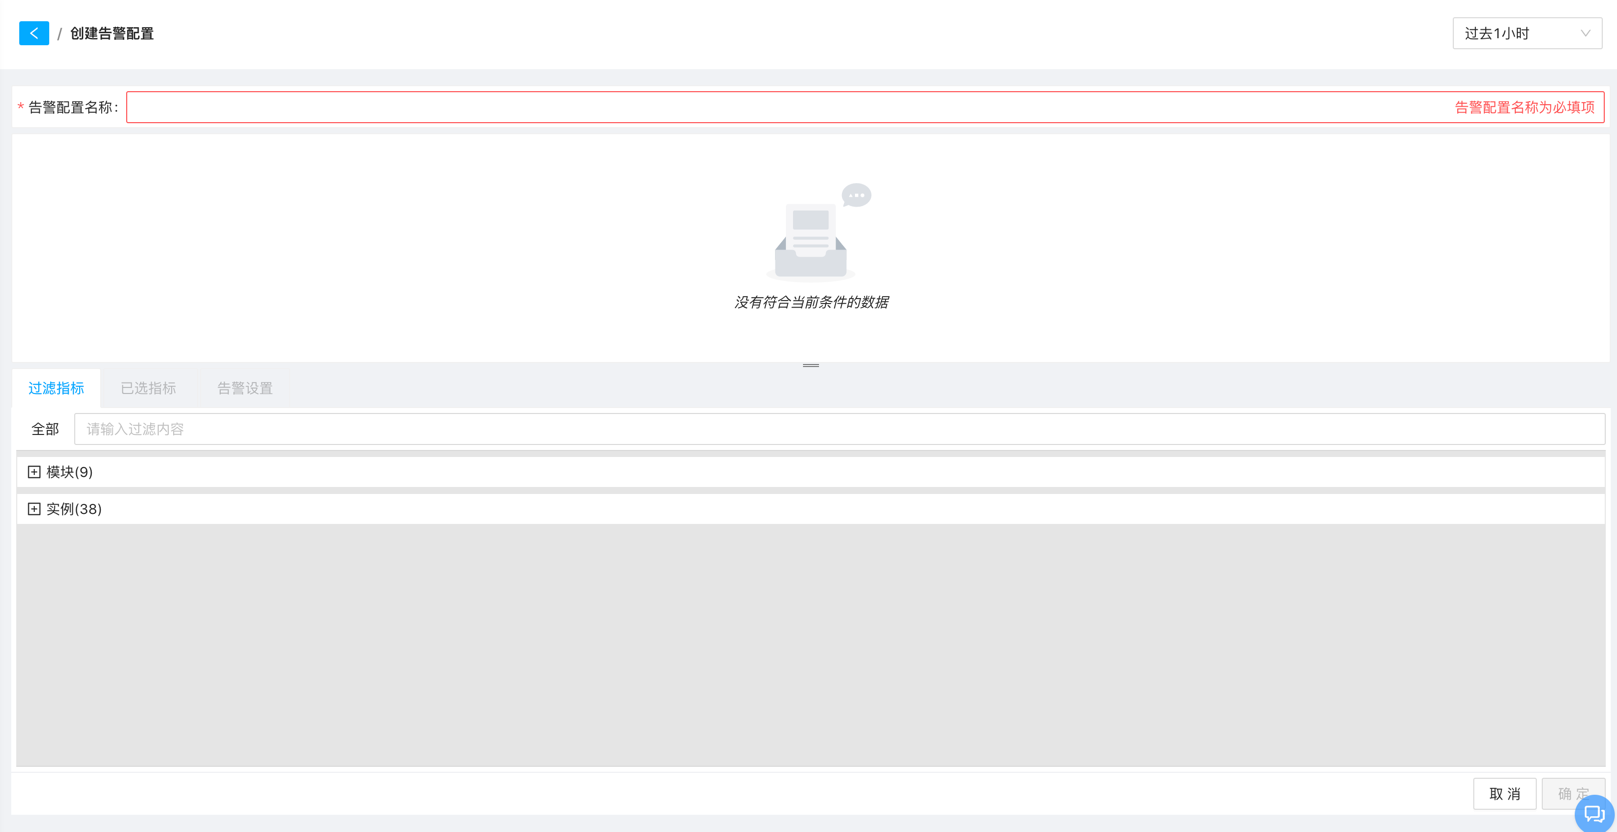 / 创建告警配置
过去1小时
* 告警配置名称:
告警配置名称为必填项
没有符合当前条件的数据
过滤指标 已选指标 告警设置
全部 请输入过滤内容
模块(9)
实例(38)
取 消 确 定